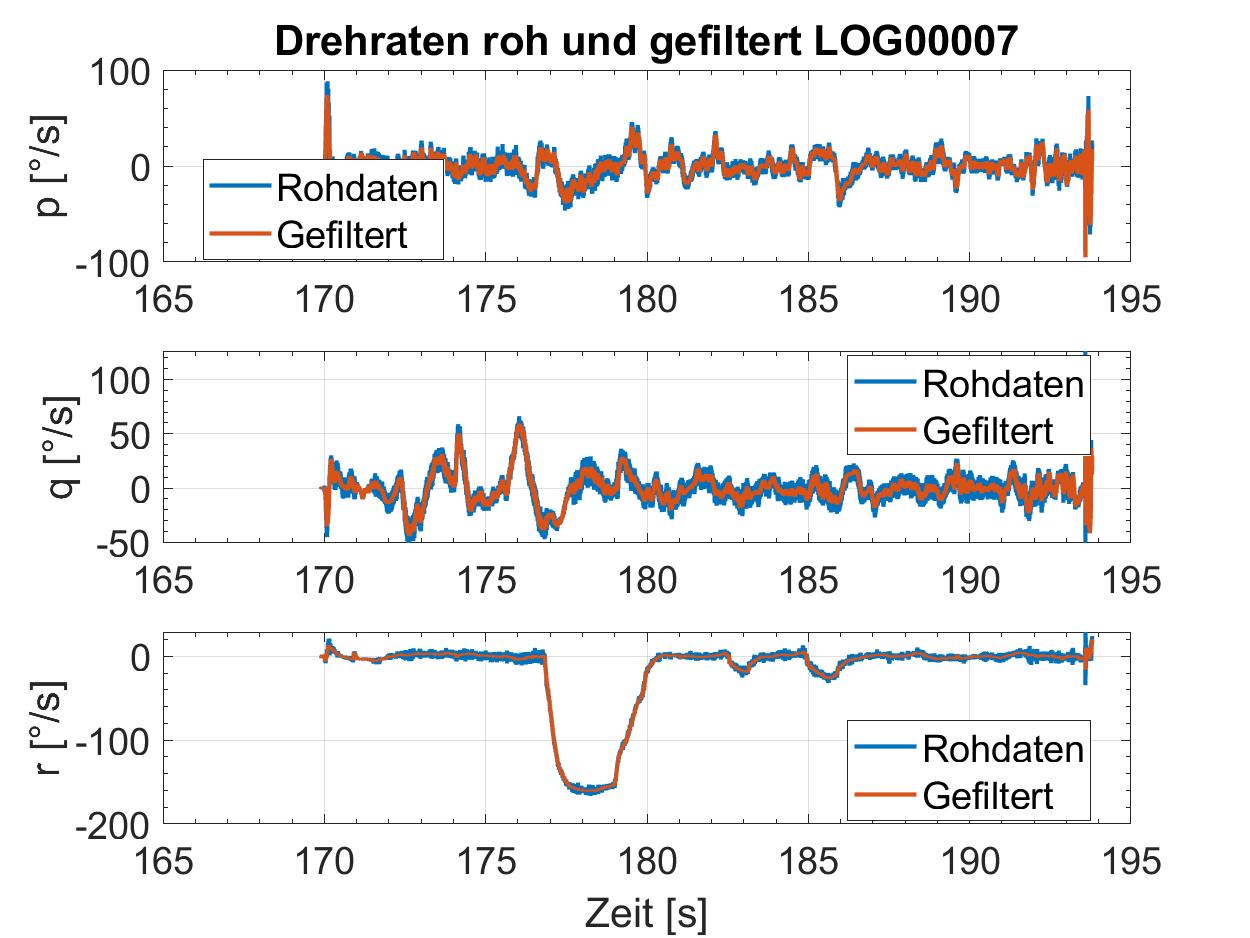 Drehraten roh und gefiltert LOG00007
100
0
-100
p [°/s]
Rohdaten
Gefiltert
165 170 175 180 185 190 195
100
50
0
-50
q [°/s]
Rohdaten
Gefiltert
165 170 175 180 185 190 195
0
-100
-200
r [°/s]
Rohdaten
Gefiltert
165 170 175 180 185 190 195
Zeit [s]